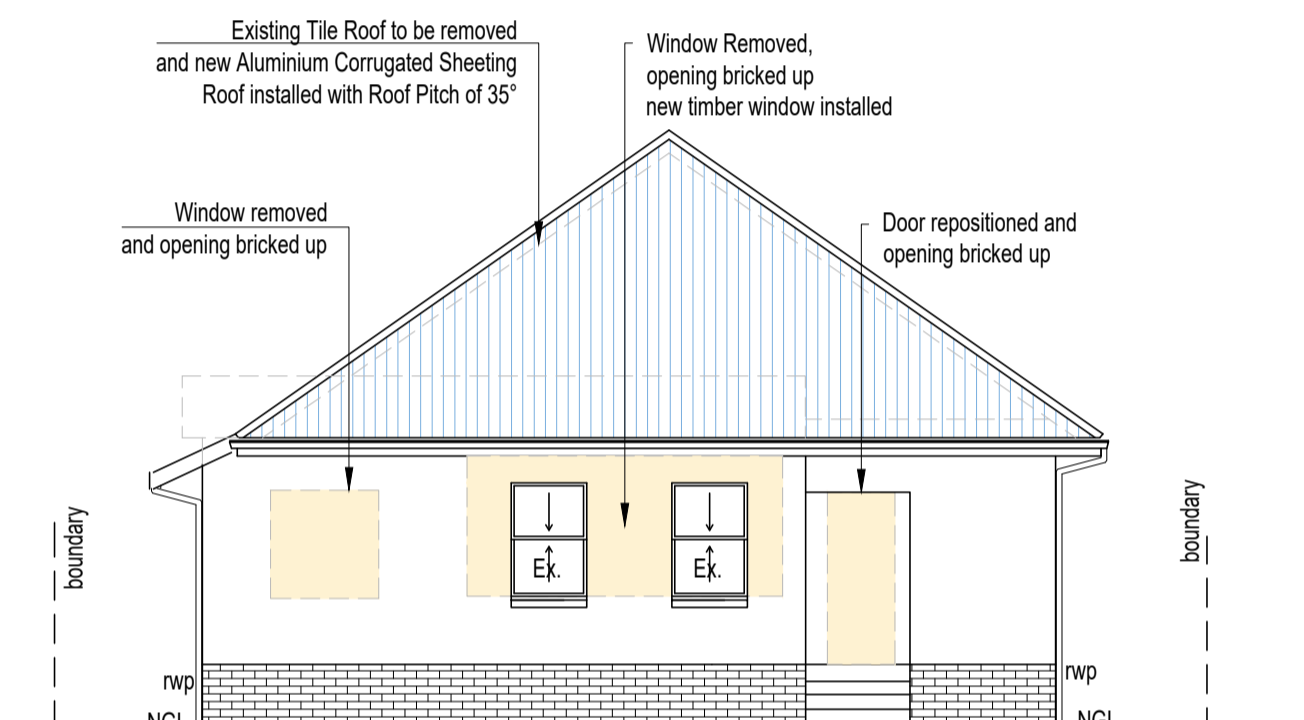 Existing Tile Roof to be removed
and new Aluminium Corrugated Sheeting
Roof installed with Roof Pitch of 35°
Window Removed,
opening bricked up
new timber window installed
Window removed
and opening bricked up
Door repositioned and
opening bricked up
boundary
boundary
Ex.
Ex.
rwp
rwp
NGL
NGL